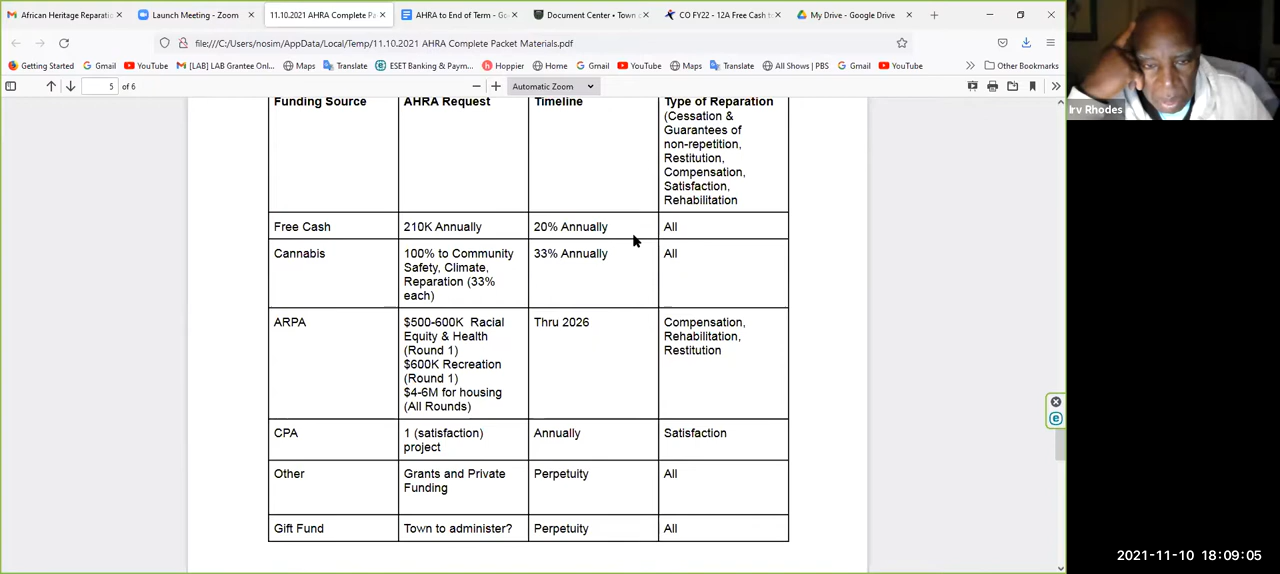 African Heritage Reparatio
Launch Meeting - Zoom
11.10.2021 AHRA Complete Pa
AHRA to End of Term - Go
Document Center • Town o
CO FY22 - 12A Free Cash t
My Drive - Google Drive
file:///C:/Users/nosim/AppData/Local/Temp/11.10.2021 AHRA Complete Packet Materials.pdf
Getting Started
Gmail
YouTube
[LAB] LAB Grantee Onl...
Maps
Translate
ESET Banking & Paym...
Hoppier
Home
Gmail
YouTube
Maps
Translate
All Shows | PBS
Gmail
YouTube
Other Bookmarks
5 of 6
Automatic Zoom
Irv Rhodes
Funding Source
AHRA Request
Timeline
Type of Reparation
(Cessation &
Guarantees of
non-repetition,
Restitution,
Compensation,
Satisfaction,
Rehabilitation
Free Cash
210K Annually
20% Annually
All
Cannabis
100% to Community
Safety, Climate,
Reparation (33%
each)
33% Annually
All
ARPA
$500-600K Racial
Equity & Health
(Round 1)
$600K Recreation
(Round 1)
$4-6M for housing
(All Rounds)
Thru 2026
Compensation,
Rehabilitation,
Restitution
CPA
1 (satisfaction)
project
Annually
Satisfaction
Other
Grants and Private
Funding
Perpetuity
All
Gift Fund
Town to administer?
Perpetuity
All
2021-11-10 18:09:05